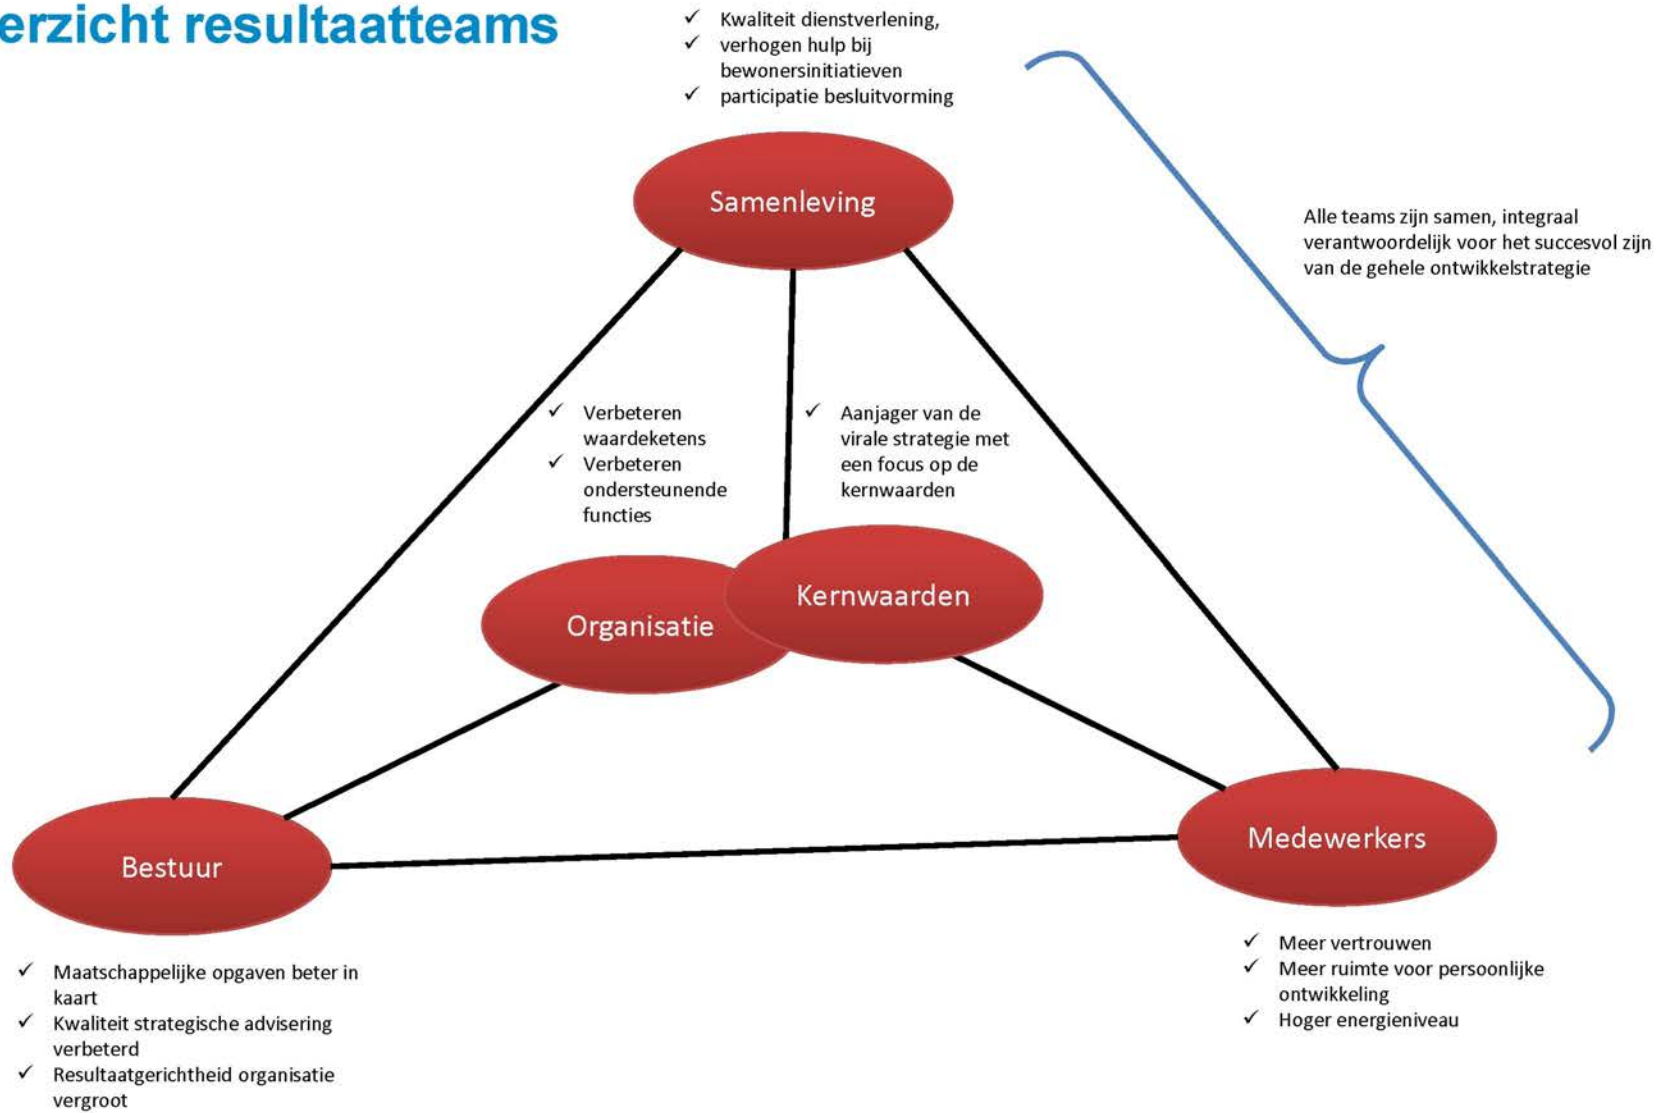 erzicht resultaatteams
✓ Kwaliteit dienstverlening,
✓ verhogen hulp bij
bewonersinitiatieven
✓ participatie besluitvorming
Samenleving
Alle teams zijn samen, integraal
verantwoordelijk voor het succesvol zijn
van de gehele ontwikkelstrategie
✓ Verbeteren
waardeketens
✓ Verbeteren
ondersteunende
functies
✓ Aanjager van de
virale strategie met
een focus op de
kernwaarden
Organisatie
Kernwaarden
Bestuur
Medewerkers
✓ Maatschappelijke opgaven beter in
kaart
✓ Kwaliteit strategische advisering
verbeterd
✓ Resultaatgerichtheid organisatie
vergroot
✓ Meer vertrouwen
✓ Meer ruimte voor persoonlijke
ontwikkeling
✓ Hoger energieniveau